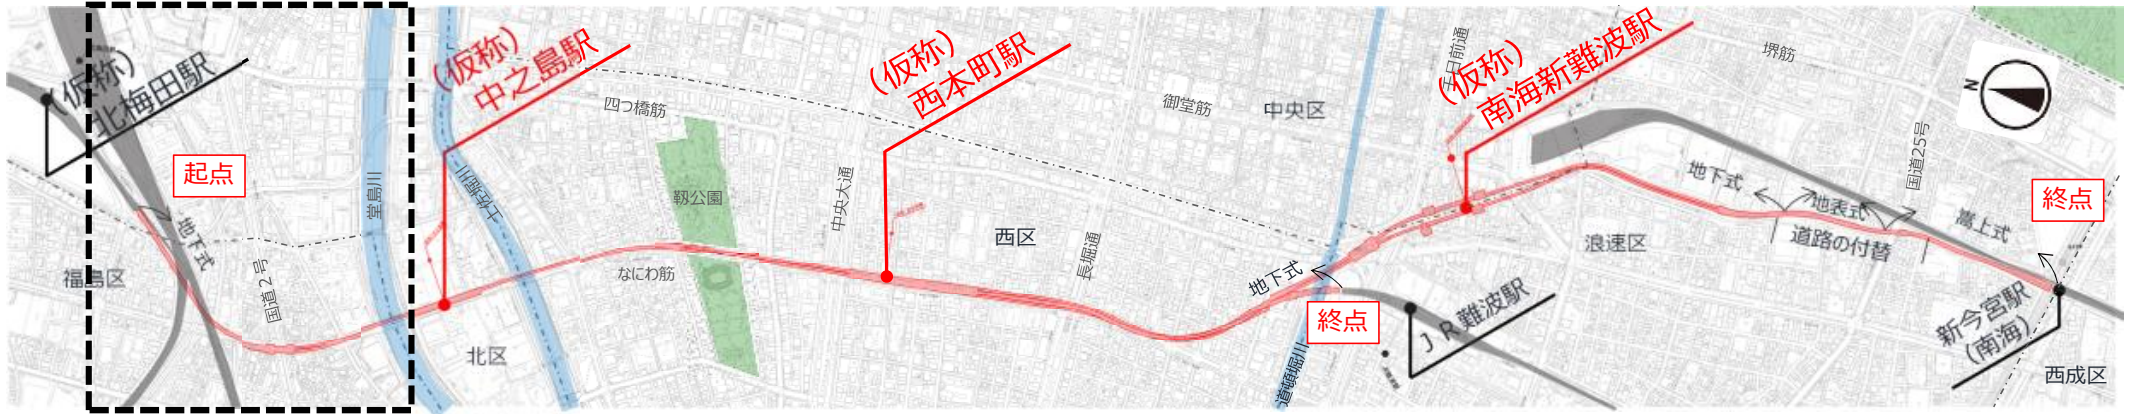 (仮称)
北梅田駅
起点
地下式
福島区
国道2号
堂島川
(仮称)
中之島駅
土佐堀川
北区
四つ橋筋
靱公園
なにわ筋
中央大通
(仮称)
西本町駅
西区
長堀通
御堂筋
中央区
地下式
終点
道頓堀川
JR難波駅
千日前通
(仮称)
南海新難波駅
堺筋
N
地下式
地表式
嵩上式
道路の付替
国道25号
浪速区
終点
新今宮駅
(南海)
西成区